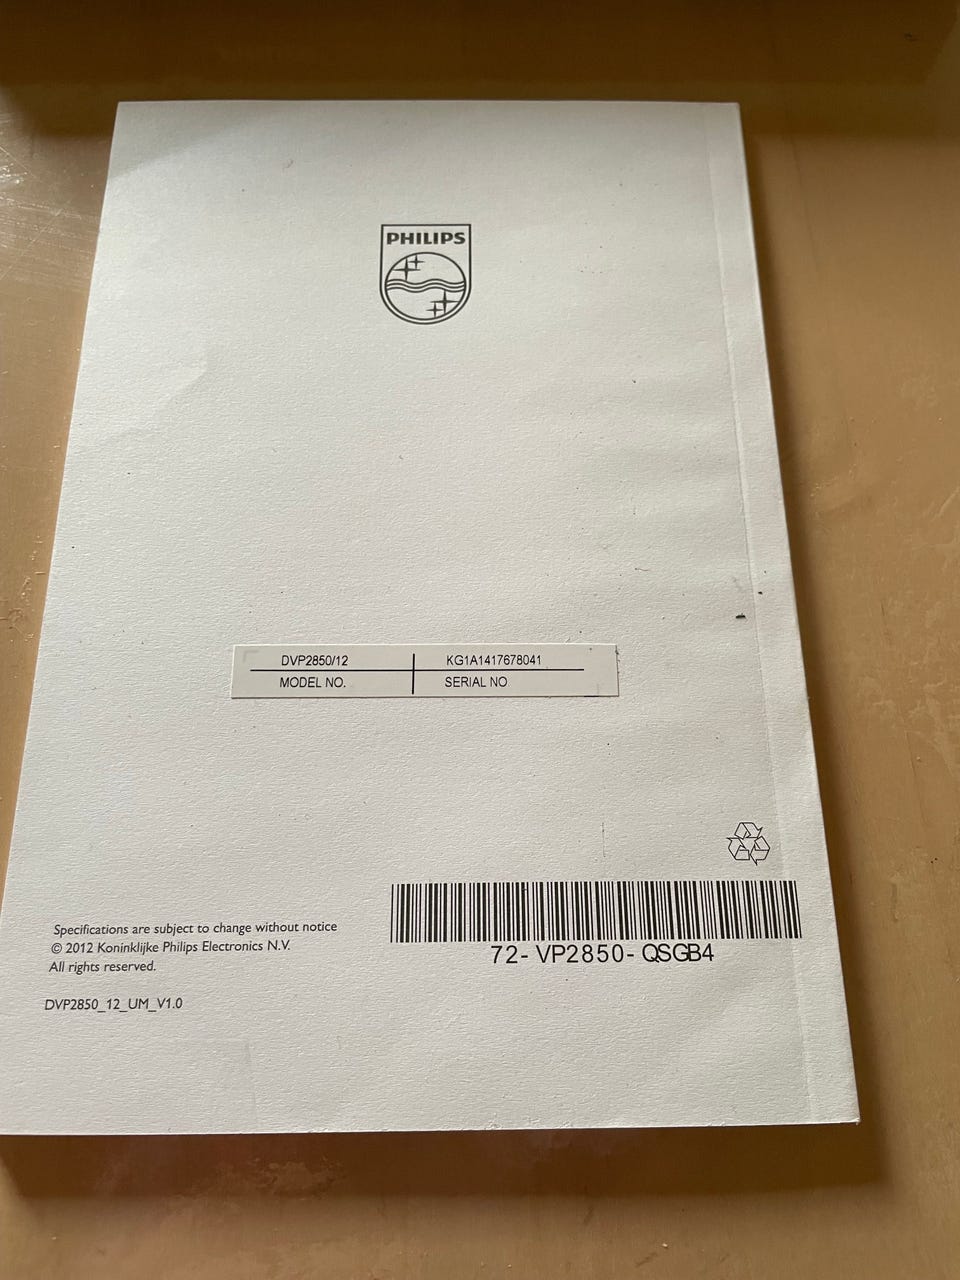 PHILIPS
DVP2850/12 KG1A1417678041
MODEL NO. SERIAL NO
72-VP2850-QSGB4
Specifications are subject to change without notice
© 2012 Koninklijke Philips Electronics N.V.
All rights reserved.
DVP2850_12_UM_V1.0